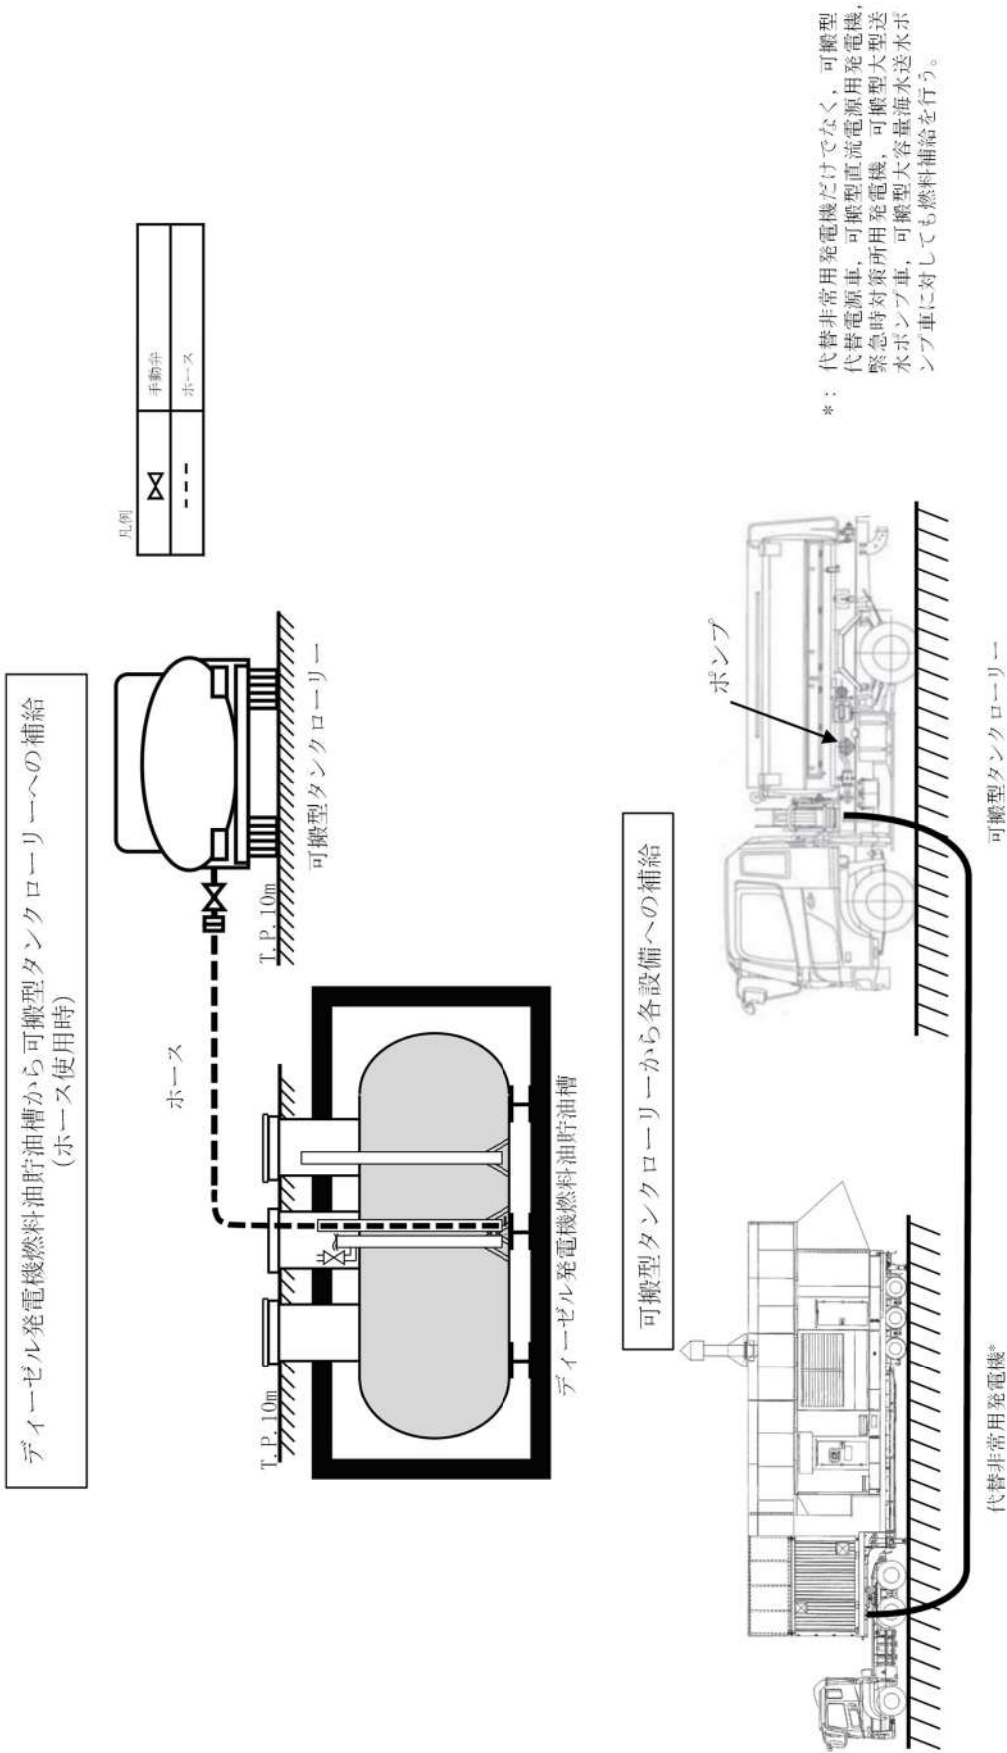 ディーゼル発電機燃料油貯油槽から可搬型タンクローリーへの補給
(ホース使用時)
凡例
手動弁
ホース
ホース
T.P.10m
T.P.10m
可搬型タンクローリー
ディーゼル発電機燃料油貯油槽
可搬型タンクローリーから各設備への補給
ポンプ
代替非常用発電機*
可搬型タンクローリー
*: 代替非常用発電機だけでなく，可搬型
代替電源車，可搬型直流電源用発電機，
緊急時対策所用発電機，可搬型大型送
水ポンプ車，可搬型大容量海水送水ポ
ンプ車に対しても燃料補給を行う。